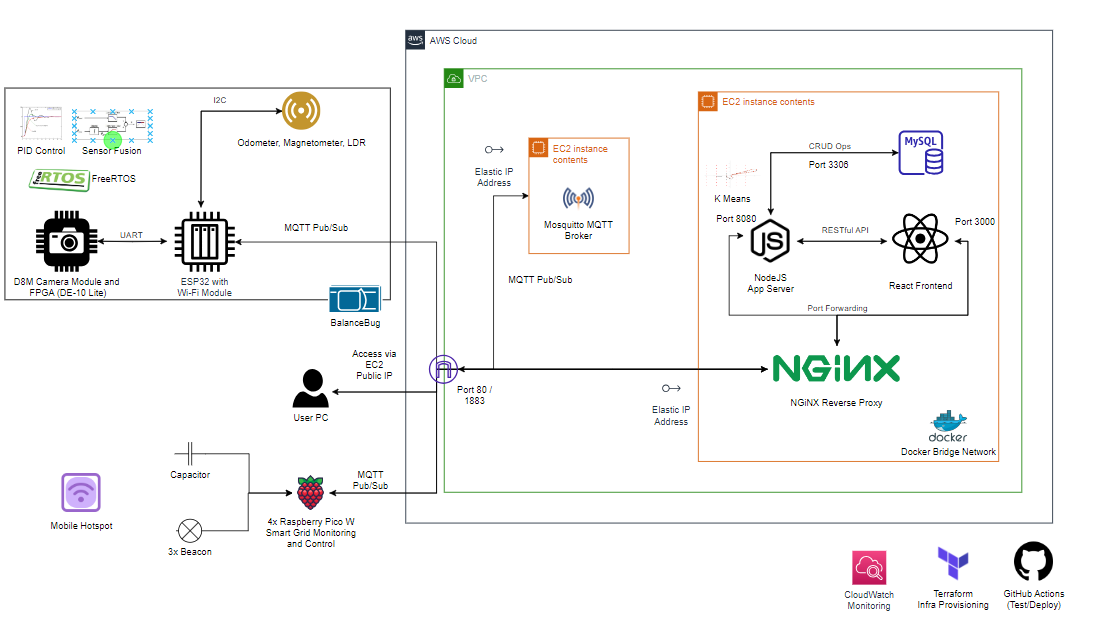 aws
AWS Cloud
VPC
EC2 instance contents
I2C
Odometer, Magnetometer, LDR
PID Control
Sensor Fusion
FreeRTOS
FreeRTOS
UART
D8M Camera Module and
FPGA (DE-10 Lite)
ESP32 with
Wi-Fi Module
MQTT Pub/Sub
BalanceBug
Elastic IP
Address
EC2 instance
contents
Mosquitto MQTT
Broker
MQTT Pub/Sub
CRUD Ops
Port 3306
MySQL
K Means
Port 8080
JS
NodeJS
App Server
RESTful API
Port 3000
React Frontend
Port Forwarding
NGiNX
NGiNX Reverse Proxy
docker
Docker Bridge Network
Elastic IP
Address
Port 80 /
1883
Access via
EC2
Public IP
User PC
Capacitor
3x Beacon
MQTT
Pub/Sub
4x Raspberry Pico W
Smart Grid Monitoring
and Control
Mobile Hotspot
CloudWatch
Monitoring
Terraform
Infra Provisioning
GitHub Actions
(Test/Deploy)